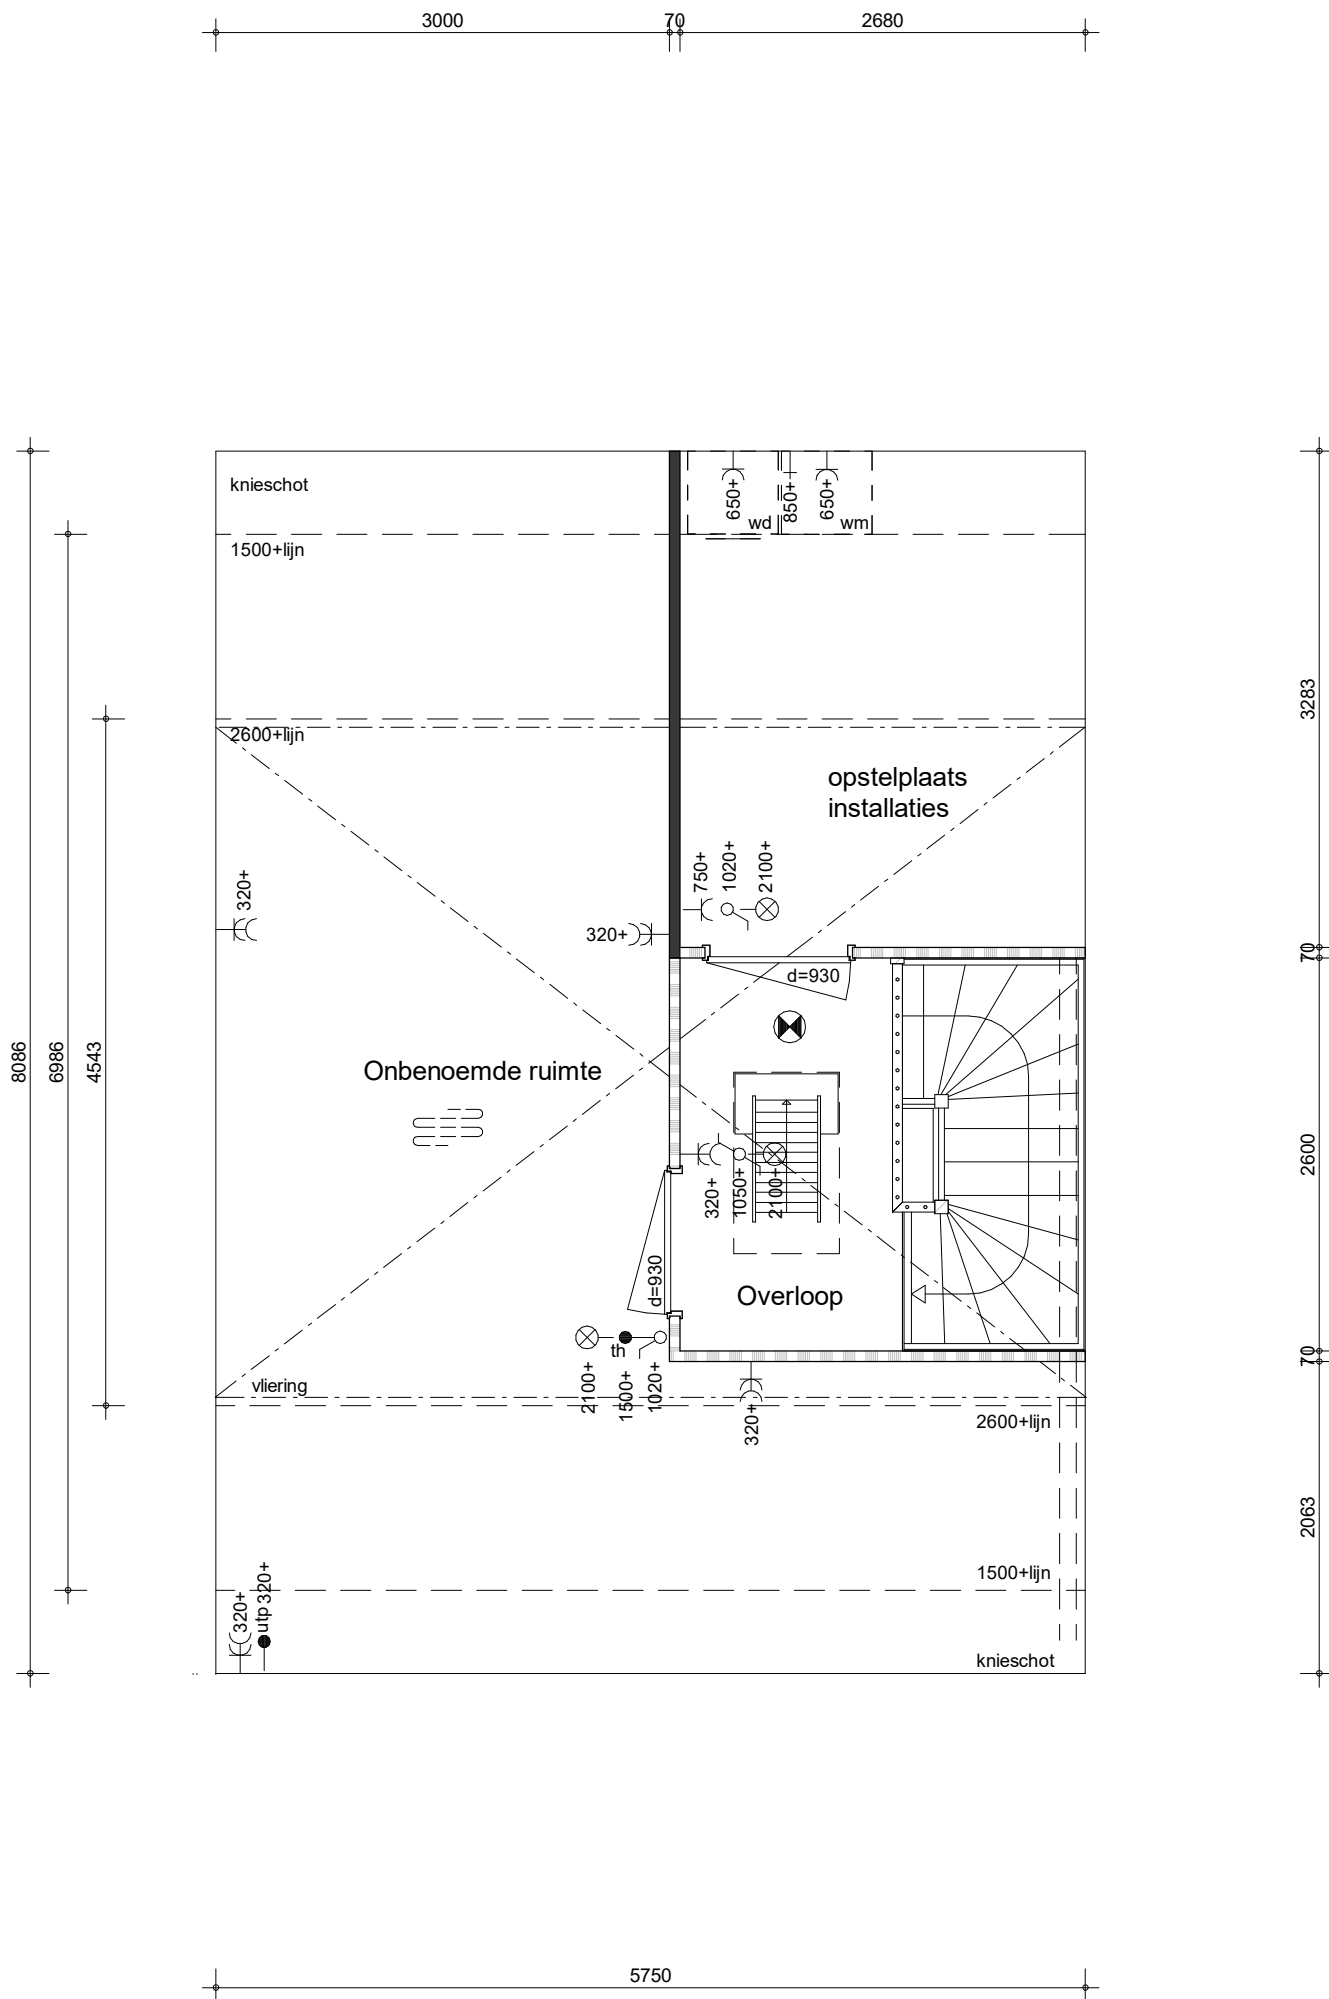 3000
70
2680
knieschot
650+
850+
650+
wd
wm
1500+lijn
3283
2600+lijn
opstelplaats
installaties
320+
750+
1020+
2100+
320+
70
d=930
8086
6986
4543
Onbenoemde ruimte
2600
320+
1050+
2100+
d=930
Overloop
th
2100+
1500+
1020+
70
vliering
320+
2600+lijn
2063
1500+lijn
320+
utp 320+
knieschot
5750